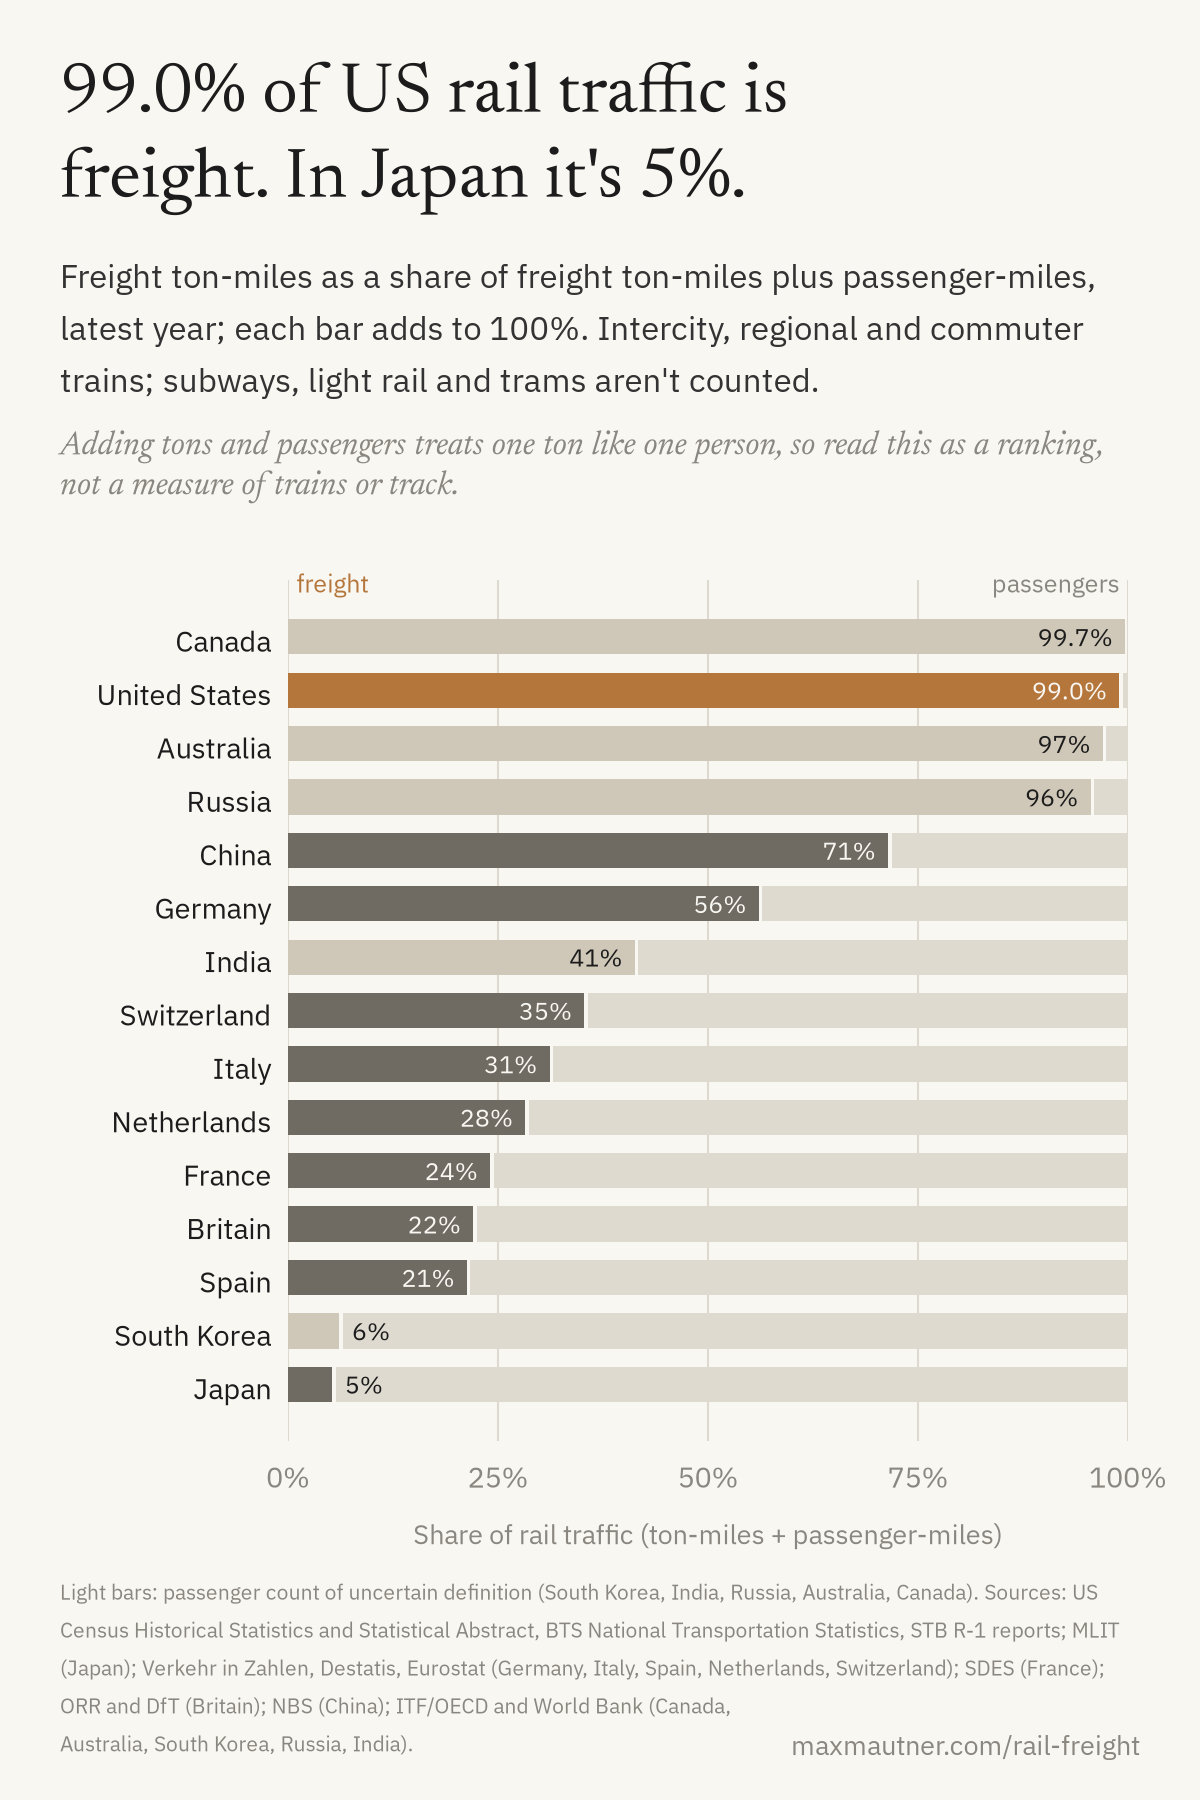 99.0% of US rail traffic is
freight. In Japan it's 5%.
Freight ton-miles as a share of freight ton-miles plus passenger-miles,
latest year; each bar adds to 100%. Intercity, regional and commuter
trains; subways, light rail and trams aren't counted.
Adding tons and passengers treats one ton like one person, so read this as a ranking,
not a measure of trains or track.
freight passengers
Canada 99.7%
United States 99.0%
Australia 97%
Russia 96%
China 71%
Germany 56%
India 41%
Switzerland 35%
Italy 31%
Netherlands 28%
France 24%
Britain 22%
Spain 21%
South Korea 6%
Japan 5%
0% 25% 50% 75% 100%
Share of rail traffic (ton-miles + passenger-miles)
Light bars: passenger count of uncertain definition (South Korea, India, Russia, Australia, Canada). Sources: US
Census Historical Statistics and Statistical Abstract, BTS National Transportation Statistics, STB R-1 reports; MLIT
(Japan); Verkehr in Zahlen, Destatis, Eurostat (Germany, Italy, Spain, Netherlands, Switzerland); SDES (France);
ORR and DfT (Britain); NBS (China); ITF/OECD and World Bank (Canada,
Australia, South Korea, Russia, India).
maxmautner.com/rail-freight